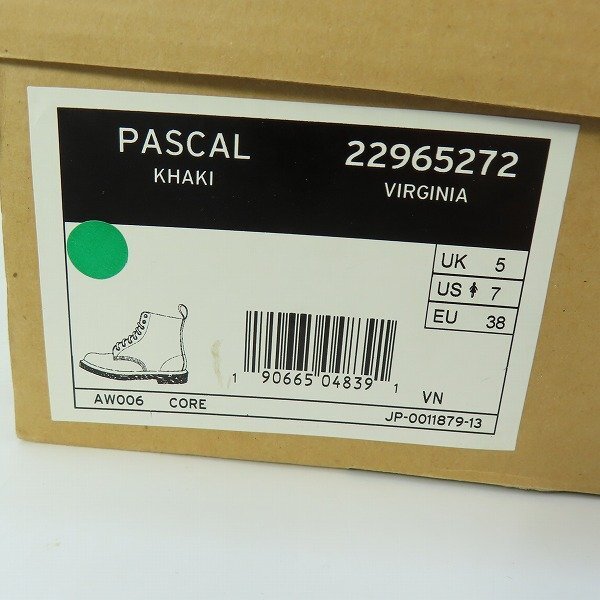 PASCAL 22965272
KHAKI VIRGINIA
UK 5
US 7
EU 38
1 90665 04839 1
VN
AW006 CORE JP-0011879-13